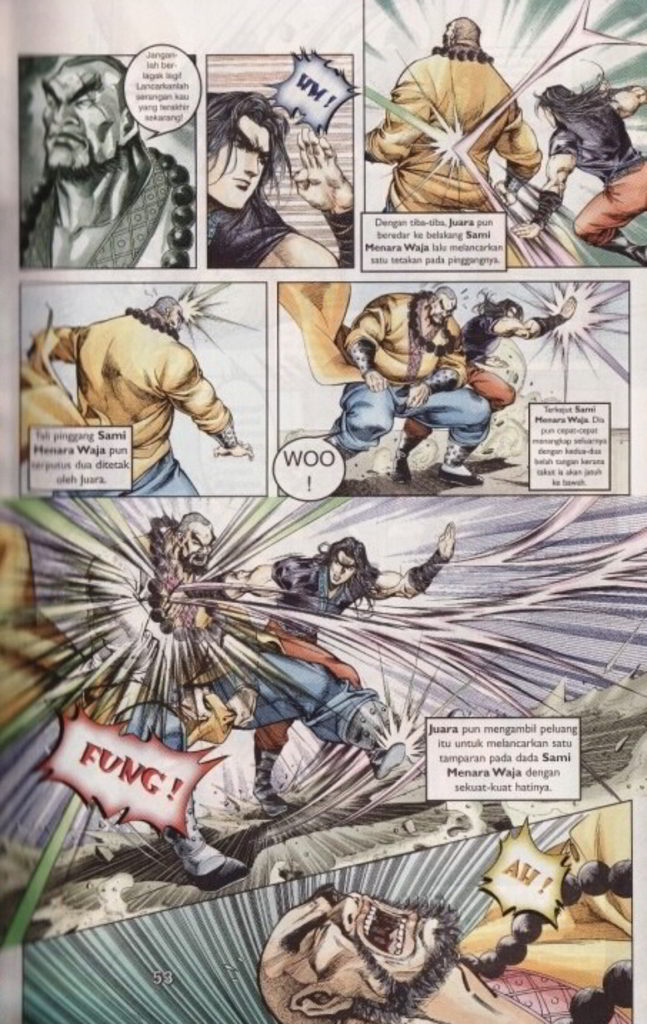 Jangan-
lah ber-
lagak lagi!
Lancarkanlah
serangan kau
yang terakhir
sekarang!
HM!
Dengan tiba-tiba, Juara pun
beredar ke belakang Sami
Menara Waja lalu melancarkan
satu tetakan pada pinggangnya.
Tali pinggang Sami
Menara Waja pun
terputus dua ditetak
oleh Juara.
WOO
!
Terkejut Sami
Menara Waja. Dia
pun cepat-cepat
menangkap seluarnya
dengan kedua-dua
belah tangan kerana
takut ia akan jatuh
ke bawah.
FUNG!
Juara pun mengambil peluang
itu untuk melancarkan satu
tamparan pada dada Sami
Menara Waja dengan
sekuat-kuat hatinya.
AH!
53